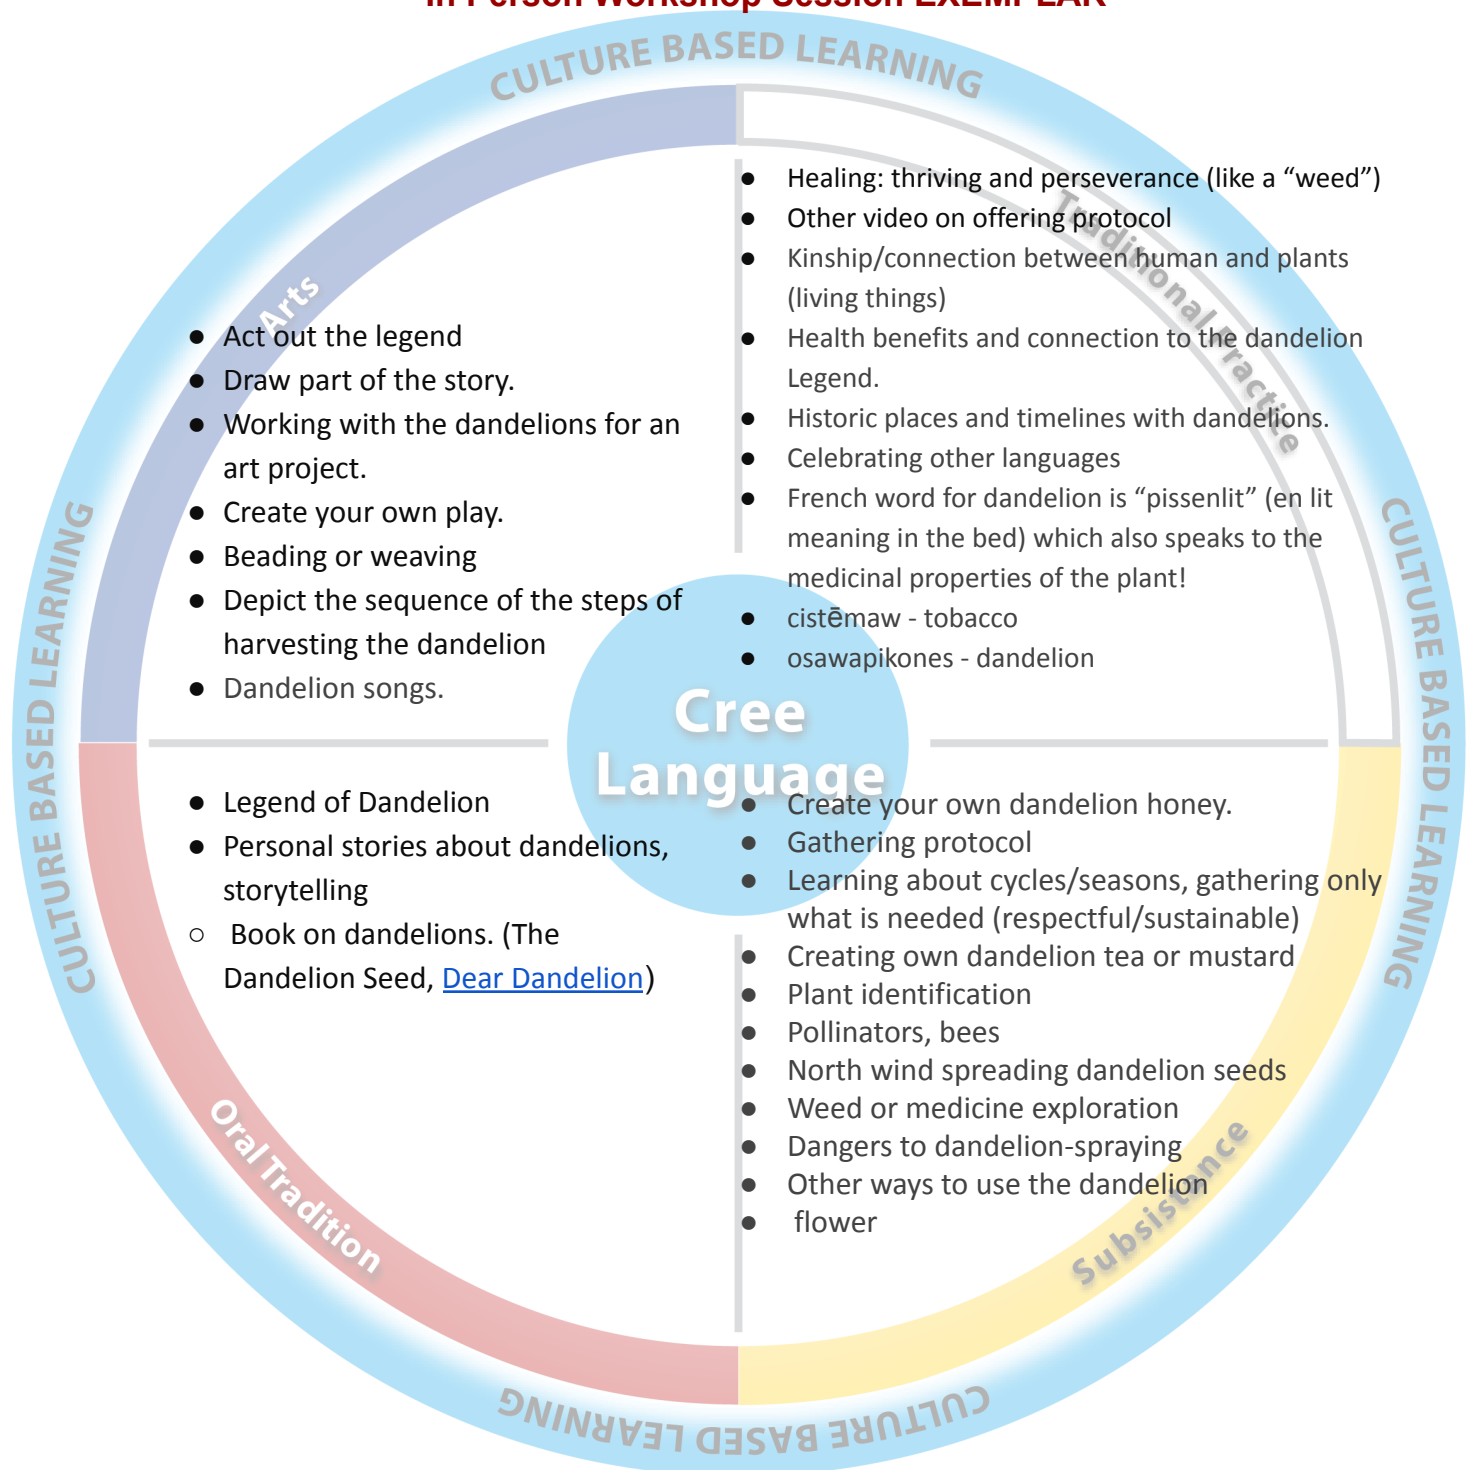 In Person Workshop Session EXEMPLAR
CULTURE BASED LEARNING
CULTURE BASED LEARNING
CULTURE BASED LEARNING
CULTURE BASED LEARNING
Arts
● Act out the legend
● Draw part of the story.
● Working with the dandelions for an
art project.
● Create your own play.
● Beading or weaving
● Depict the sequence of the steps of
harvesting the dandelion
● Dandelion songs.
Traditional Practice
● Healing: thriving and perseverance (like a “weed”)
● Other video on offering protocol
● Kinship/connection between human and plants
(living things)
● Health benefits and connection to the dandelion
Legend.
● Historic places and timelines with dandelions.
● Celebrating other languages
● French word for dandelion is “pissenlit” (en lit
meaning in the bed) which also speaks to the
medicinal properties of the plant!
● cistēmaw - tobacco
● osawapikones - dandelion
Cree
Language
● Legend of Dandelion
● Personal stories about dandelions,
storytelling
○ Book on dandelions. (The
Dandelion Seed, Dear Dandelion)
Oral Tradition
● Create your own dandelion honey.
● Gathering protocol
● Learning about cycles/seasons, gathering only
what is needed (respectful/sustainable)
● Creating own dandelion tea or mustard
● Plant identification
● Pollinators, bees
● North wind spreading dandelion seeds
● Weed or medicine exploration
● Dangers to dandelion-spraying
● Other ways to use the dandelion
● flower
Subsistence